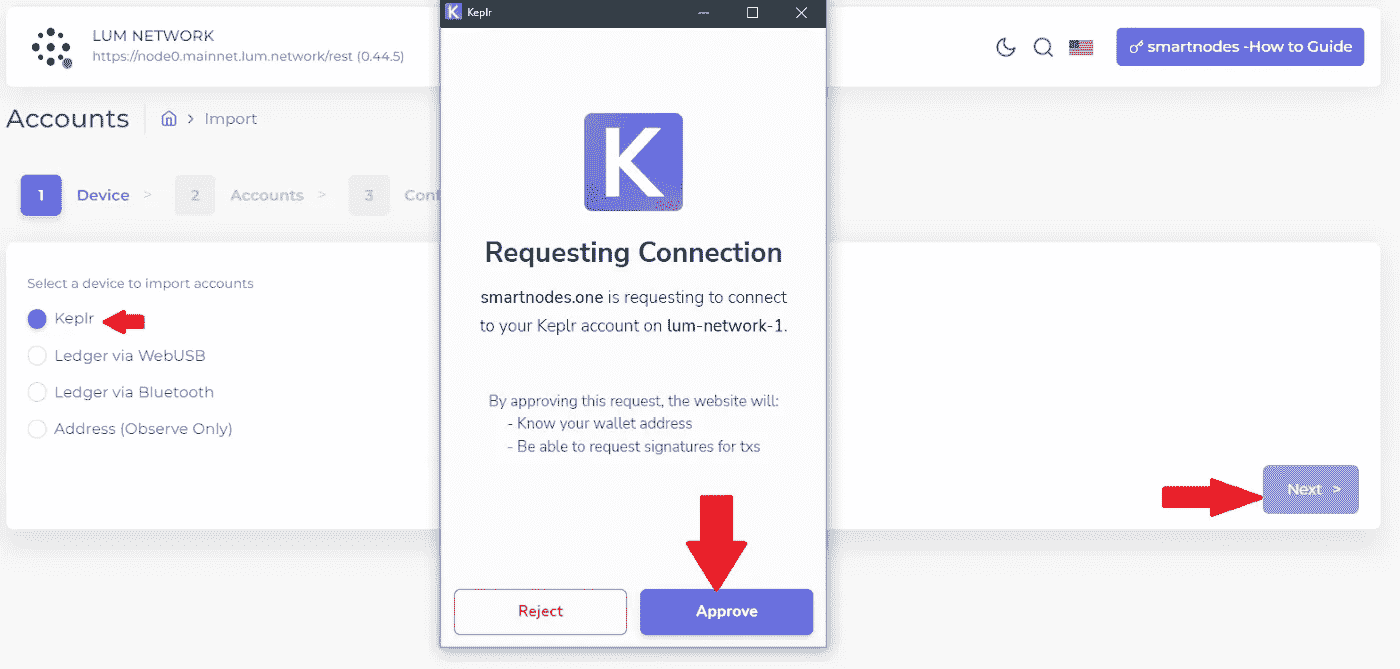 LUM NETWORK
https://node0.mainnet.lum.network/rest (0.44.5)
smartnodes -How to Guide
Accounts
Import
1 Device > 2 Accounts > 3 Cont
Select a device to import accounts
Keplr
Ledger via WebUSB
Ledger via Bluetooth
Address (Observe Only)
Next >
K Keplr
K
Requesting Connection
smartnodes.one is requesting to connect
to your Keplr account on lum-network-1.
By approving this request, the website will:
- Know your wallet address
- Be able to request signatures for txs
Reject
Approve